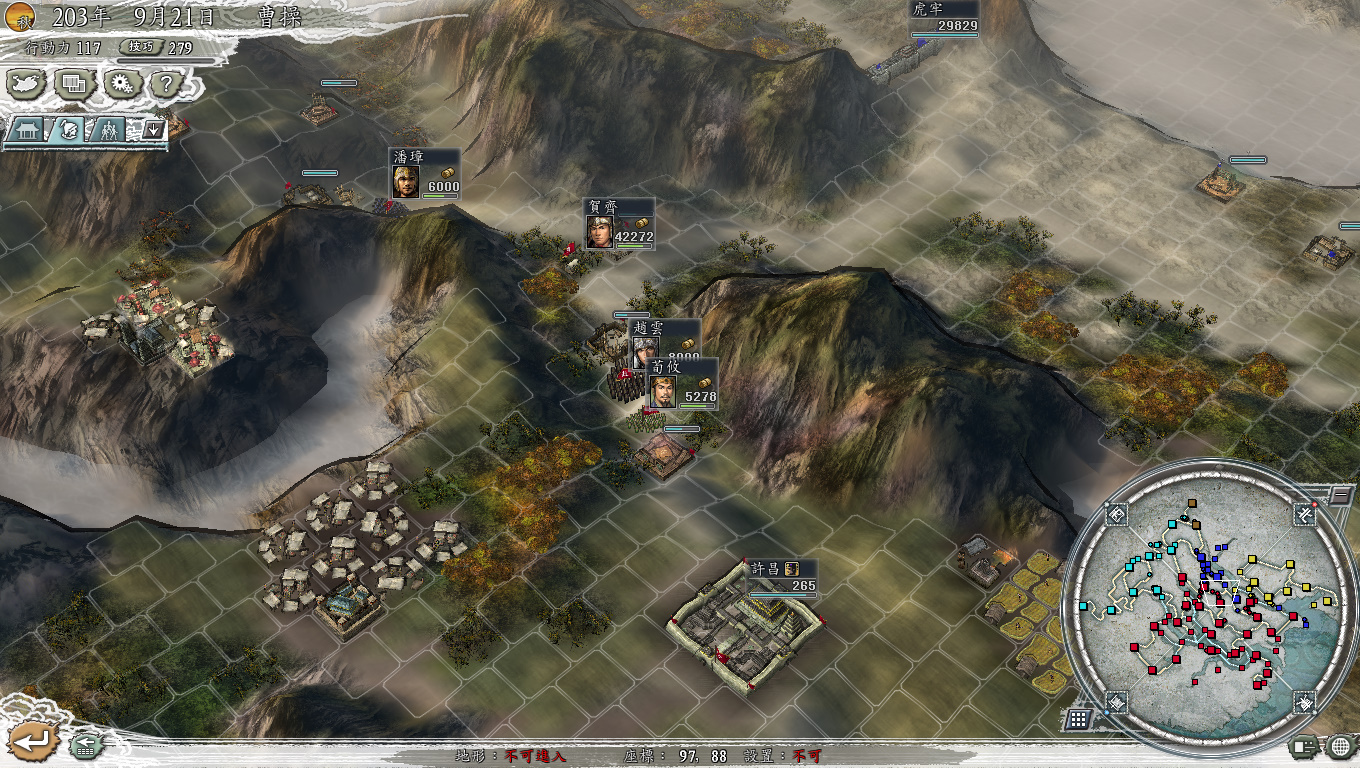 203年 9月21日 曹操
行動力 117 技巧 279
?
虎牢
29829
潘璋
6000
賀齊
42272
趙雲
8000
荀攸
5278
許昌
265
地形：不可進入 座標： 97, 88 設置：不可